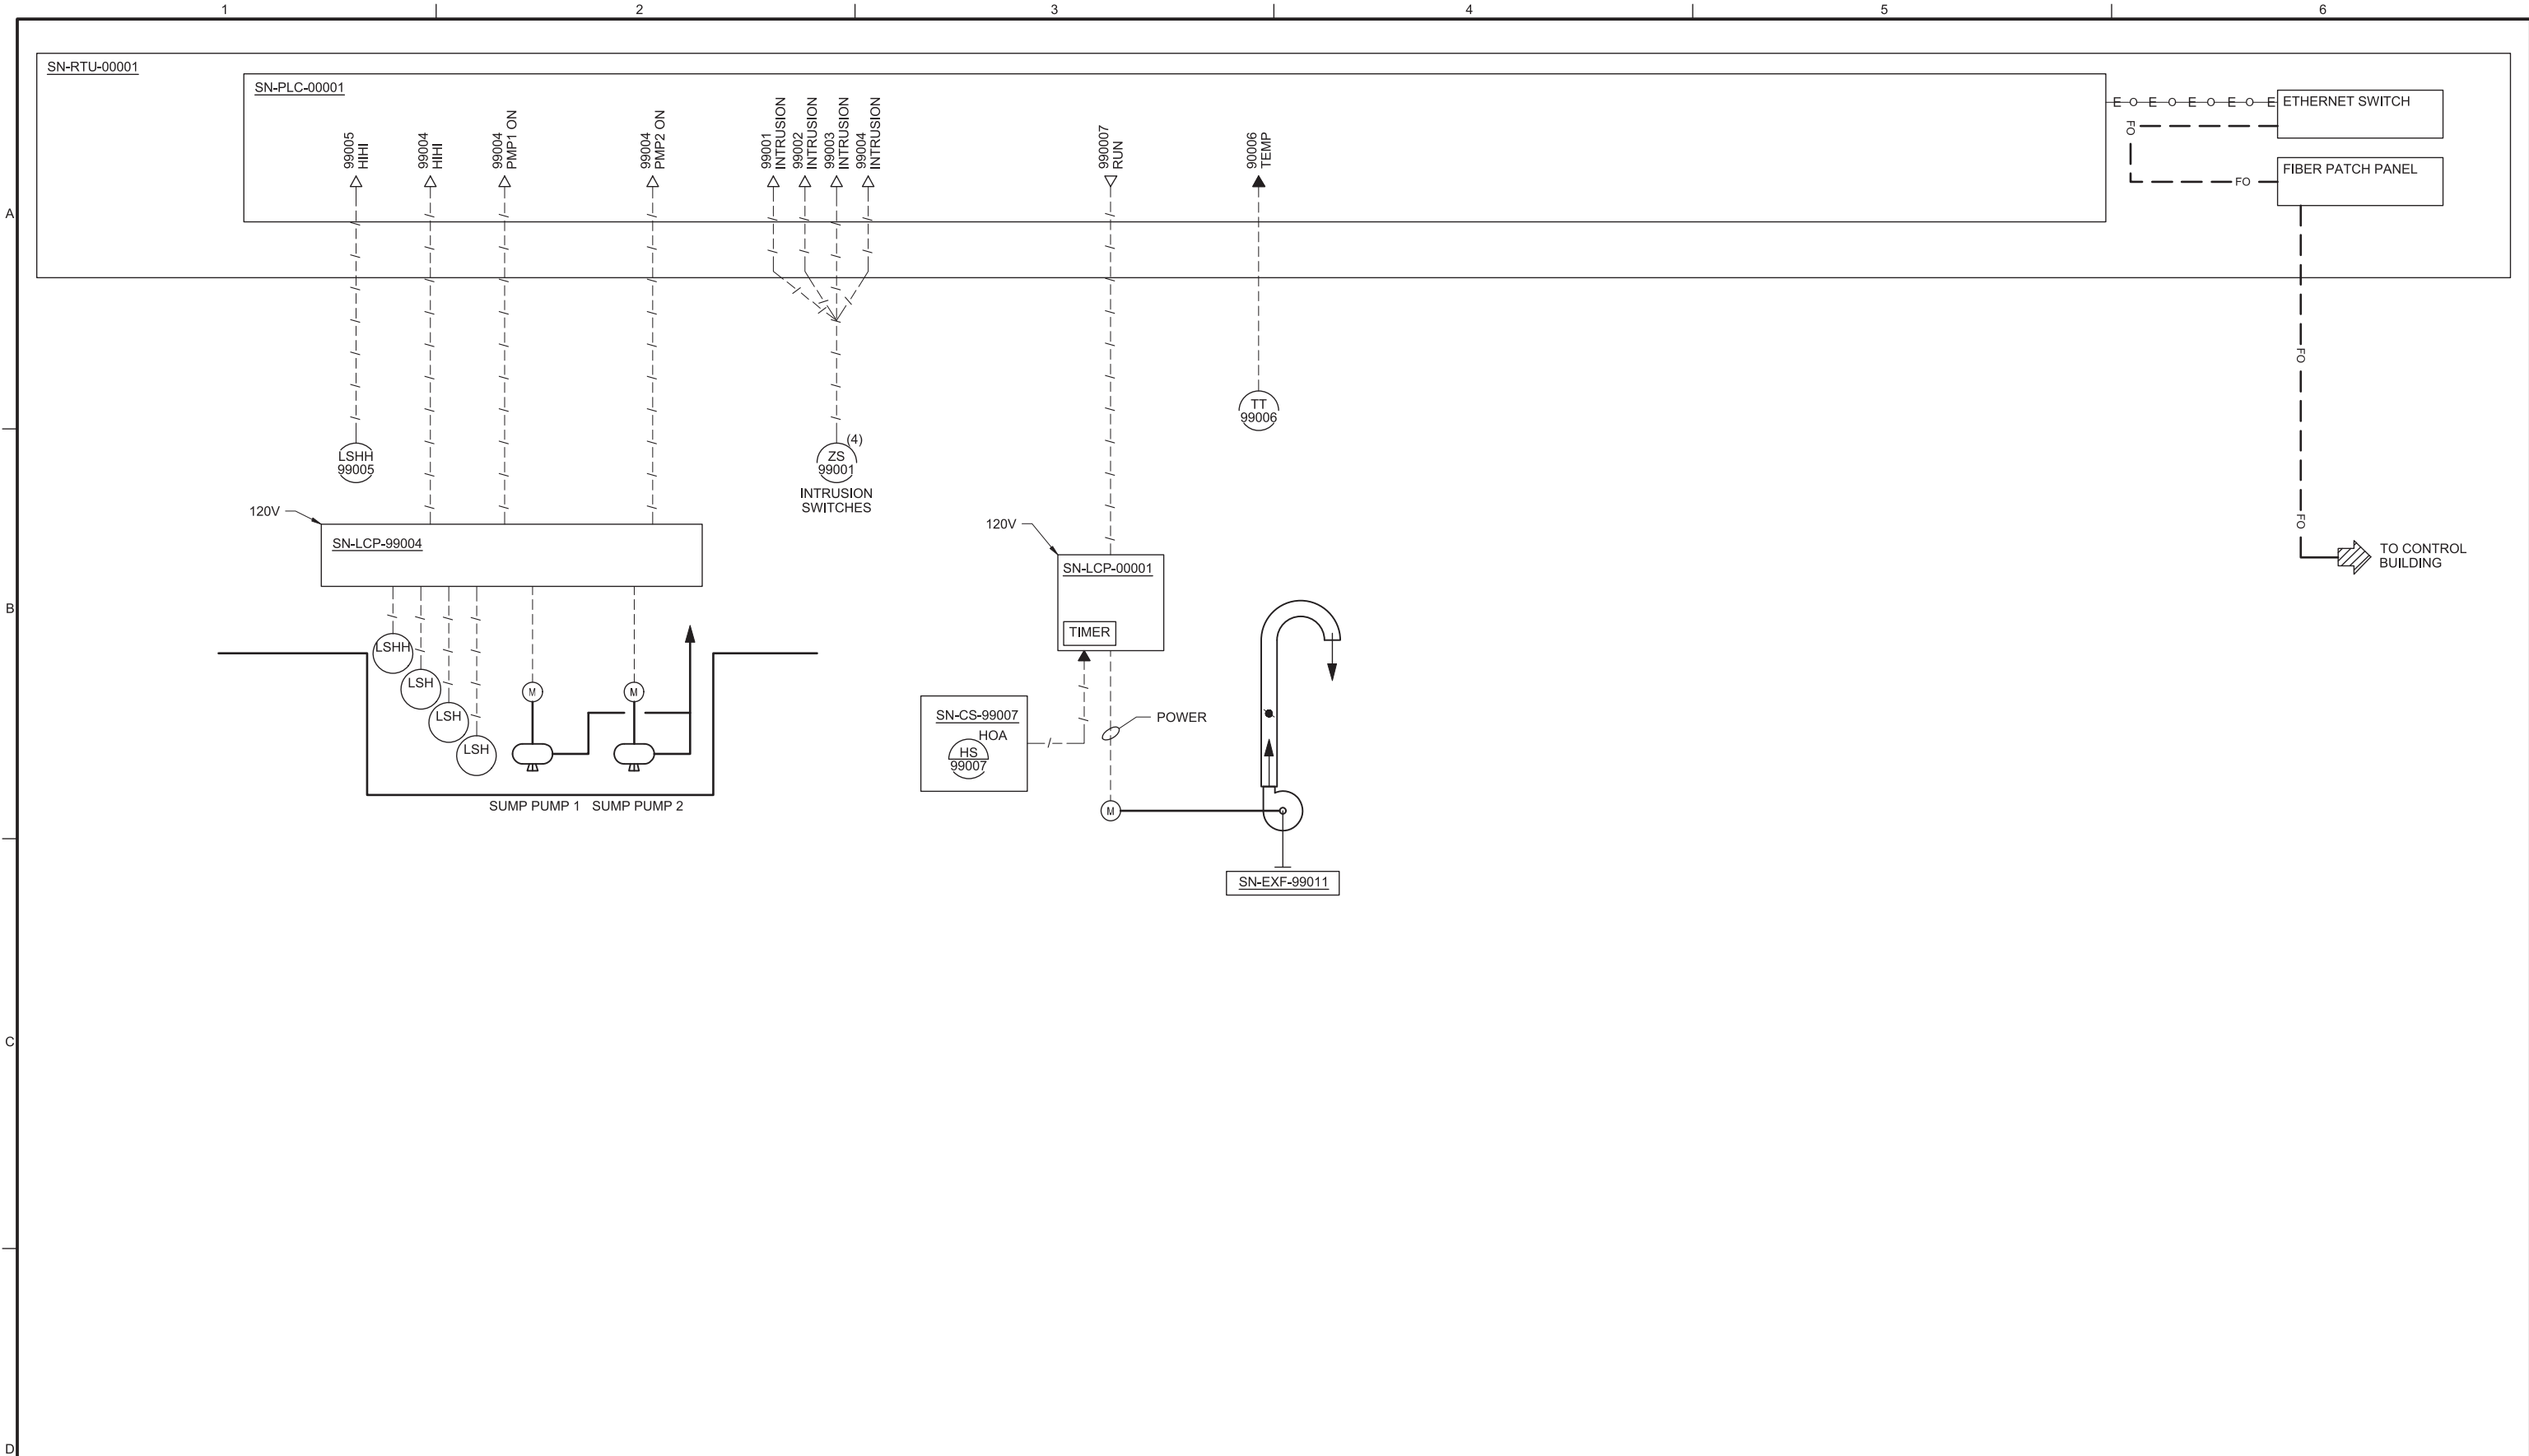 1
2
3
4
5
6
SN-RTU-00001
SN-PLC-00001
99005
HIHI
99004
HIHI
99004
PMP1 ON
99004
PMP2 ON
99001
INTRUSION
99002
INTRUSION
99003
INTRUSION
99004
INTRUSION
990007
RUN
90006
TEMP
E O E O E O E O E
ETHERNET SWITCH
FO
FIBER PATCH PANEL
FO
A
FO
TT
99006
LSHH
99005
(4)
ZS
99001
INTRUSION
SWITCHES
120V
SN-LCP-99004
120V
SN-LCP-00001
TIMER
FO
TO CONTROL
BUILDING
B
LSHH
LSH
LSH
LSH
M
M
SUMP PUMP 1
SUMP PUMP 2
SN-CS-99007
HOA
HS
99007
POWER
M
SN-EXF-99011
C
D